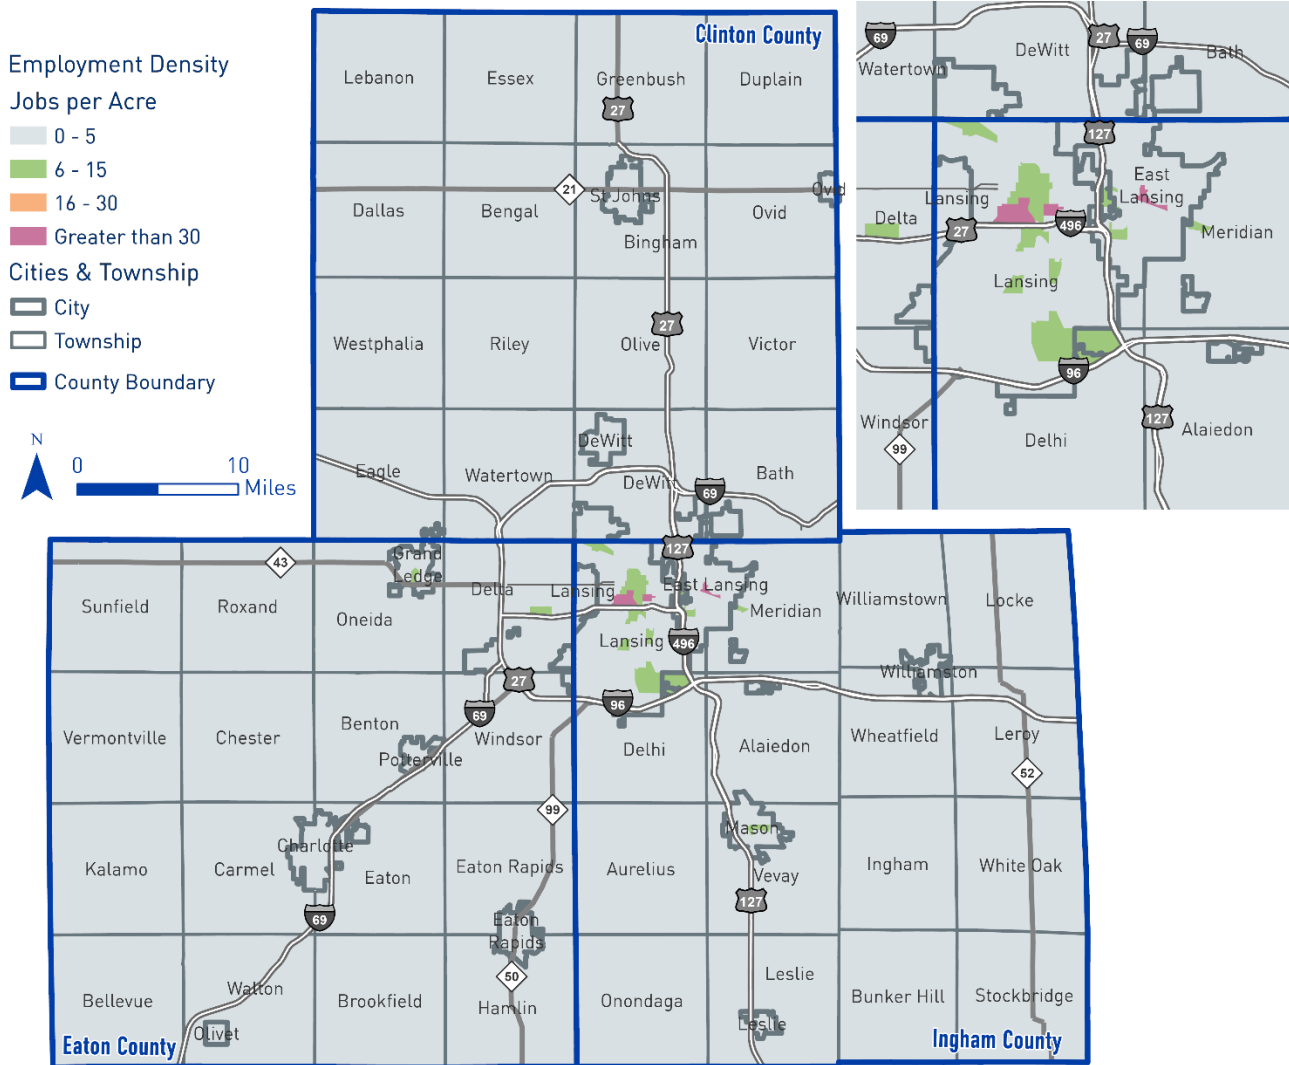 Employment Density
Jobs per Acre
0 - 5
6 - 15
16 - 30
Greater than 30
Cities & Township
City
Township
County Boundary
N
0
10
Miles
Clinton County
Lebanon
Essex
Greenbush
Duplain
27
21
St Johns
Ovid
Dallas
Bengal
Ovid
Bingham
27
Westphalia
Riley
Olive
Victor
DeWitt
Eagle
Watertown
DeWitt
Bath
69
127
43
Grand
Ledge
Delta
Lansing
East Lansing
Sunfield
Roxand
Oneida
Meridian
Williamstown
Locke
Lansing
496
Williamston
27
69
96
Benton
Vermontville
Chester
Windsor
Delhi
Alaiedon
Wheatfield
Leroy
Potterville
52
99
Mason
Charlotte
Kalamo
Carmel
Eaton
Eaton Rapids
Aurelius
Vevay
Ingham
White Oak
127
69
Eaton
Rapids
50
Leslie
Bellevue
Walton
Brookfield
Hamlin
Onondaga
Bunker Hill
Stockbridge
Olivet
Leslie
Eaton County
Ingham County
69
27
69
DeWitt
Bath
Watertown
127
East
Lansing
Lansing
Delta
27
496
Meridian
Lansing
96
Windsor
127
Alaiedon
Delhi
99